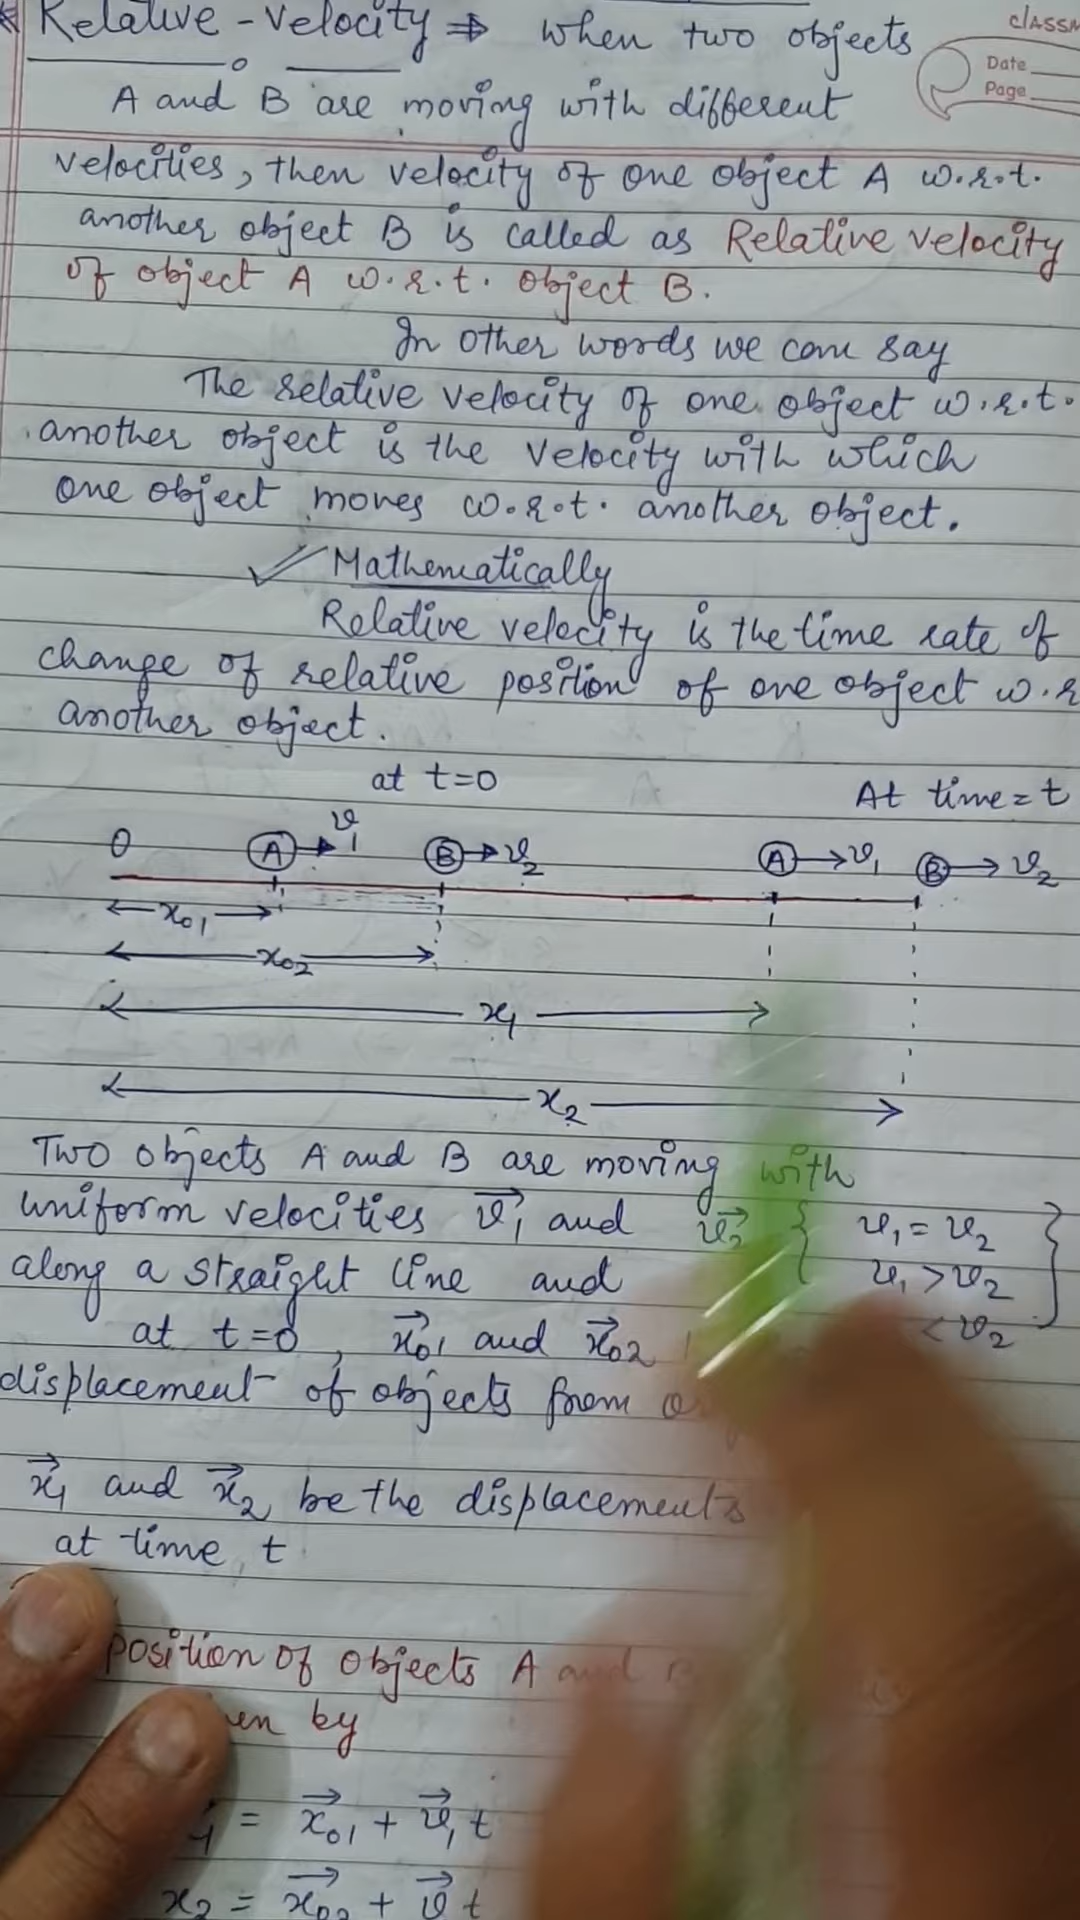 Relative-velocity ⇒ when two objects
Date
Page
A and B are moving with different
velocities, then velocity of one object A w.r.t.
another object B is called as Relative velocity
of object A w.r.t. object B.
In other words we can say
The relative velocity of one object w.r.t.
another object is the velocity with which
one object moves w.r.t. another object.
Mathematically
Relative velocity is the time rate of
change of relative position of one object w.r
another object.
at t=0 At time = t
O A → v₁ B → v₂ A → v₁ B → v₂
x₀₁
x₀₂
x₁
x₂
Two objects A and B are moving with
uniform velocities v⃗₁ and v⃗₂ { v₁ = v₂ }
along a straight line and v₁ > v₂
at t=0, x⃗₀₁ and x⃗₀₂ < v₂
displacement of objects from
x⃗₁ and x⃗₂ be the displacements
at time t
position of objects A and B
by
= x⃗₀₁ + v⃗₁ t
x₂ = x⃗₀₂ + v⃗ t